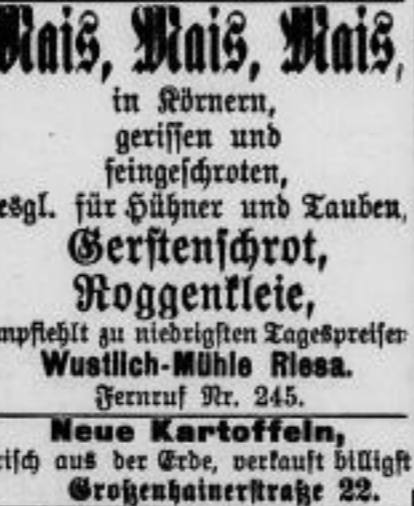 Mais, Mais, Mais,
in Körnern,
gerissen und
feingeschroten,
esgl. für Hühner und Tauben,
Gerstenschrot,
Roggenkleie,
mpfiehlt zu niedrigsten Tagespreisen
Wustlich-Mühle Riesa.
Fernruf Nr. 245.
Neue Kartoffeln,
risch aus der Erde, verkauft billigst
Großenhainerstraße 22.